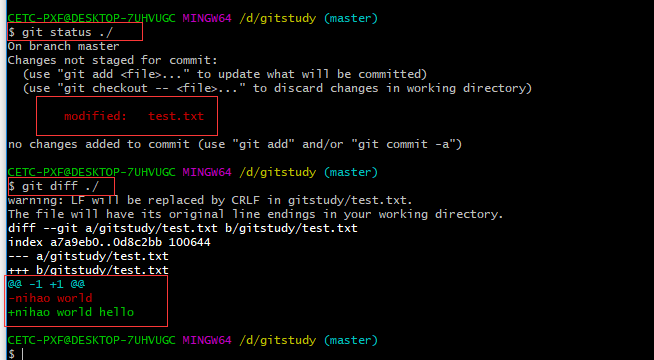 CETC-PXF@DESKTOP-7UHVUGC MINGW64 /d/gitstudy (master)
$ git status ./
On branch master
Changes not staged for commit:
  (use "git add <file>..." to update what will be committed)
  (use "git checkout -- <file>..." to discard changes in working directory)
modified:   test.txt
no changes added to commit (use "git add" and/or "git commit -a")
CETC-PXF@DESKTOP-7UHVUGC MINGW64 /d/gitstudy (master)
$ git diff ./
warning: LF will be replaced by CRLF in gitstudy/test.txt.
The file will have its original line endings in your working directory.
diff --git a/gitstudy/test.txt b/gitstudy/test.txt
index a7a9eb0..0d8c2bb 100644
--- a/gitstudy/test.txt
+++ b/gitstudy/test.txt
@@ -1 +1 @@
-nihao world
+nihao world hello
CETC-PXF@DESKTOP-7UHVUGC MINGW64 /d/gitstudy (master)
$